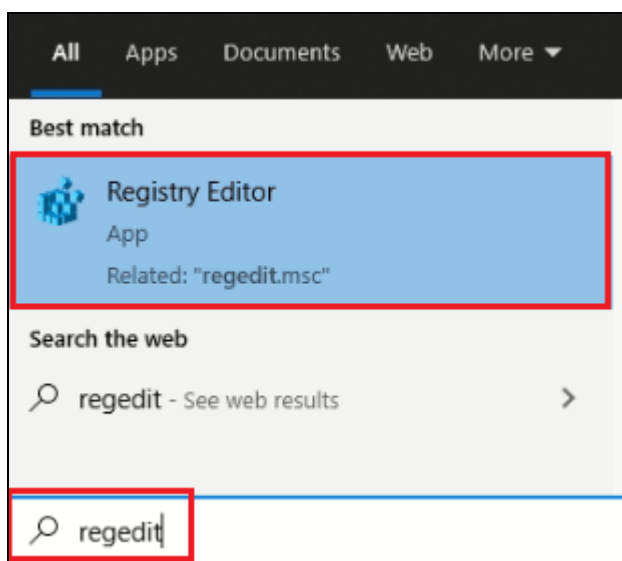 All Apps Documents Web More
Best match
Registry Editor
App
Related: "regedit.msc"
Search the web
regedit - See web results
regedit